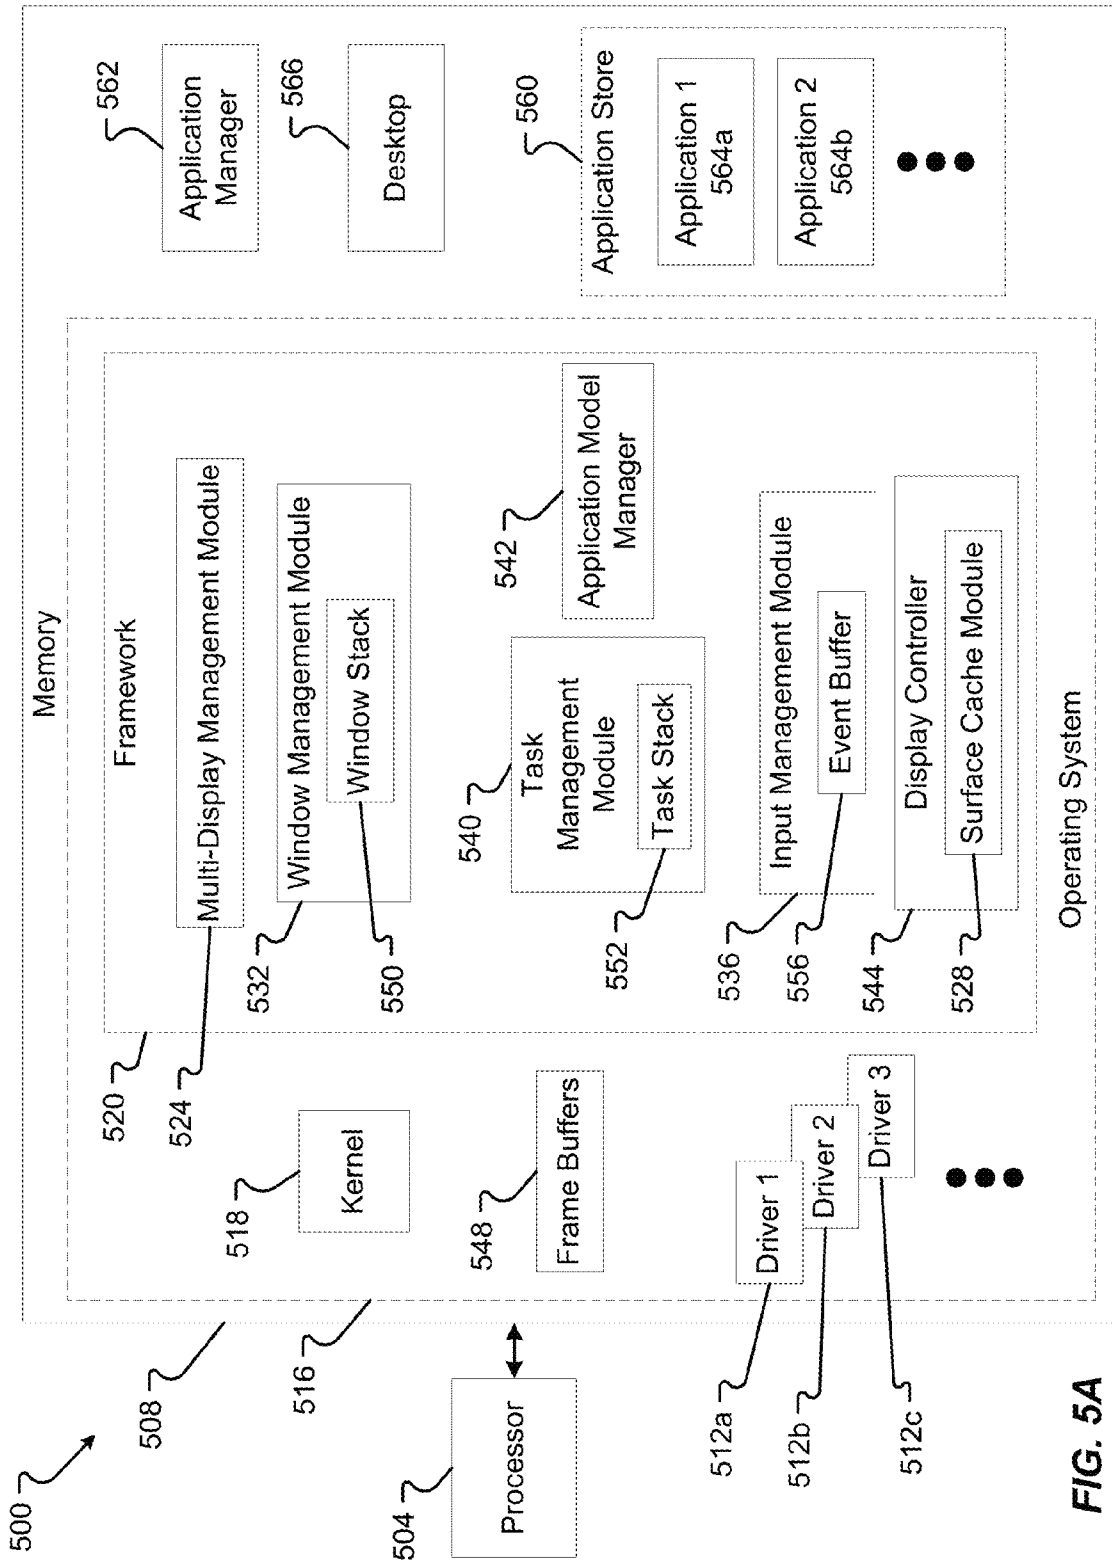 500
504
Processor
508
516
Memory
Operating System
518
Kernel
548
Frame Buffers
512a
Driver 1
512b
Driver 2
512c
Driver 3
520
Framework
524
Multi-Display Management Module
532
Window Management Module
550
Window Stack
540
Task
Management
Module
552
Task Stack
542
Application Model
Manager
536
Input Management Module
556
Event Buffer
544
Display Controller
528
Surface Cache Module
562
Application
Manager
566
Desktop
560
Application Store
Application 1
564a
Application 2
564b
FIG. 5A